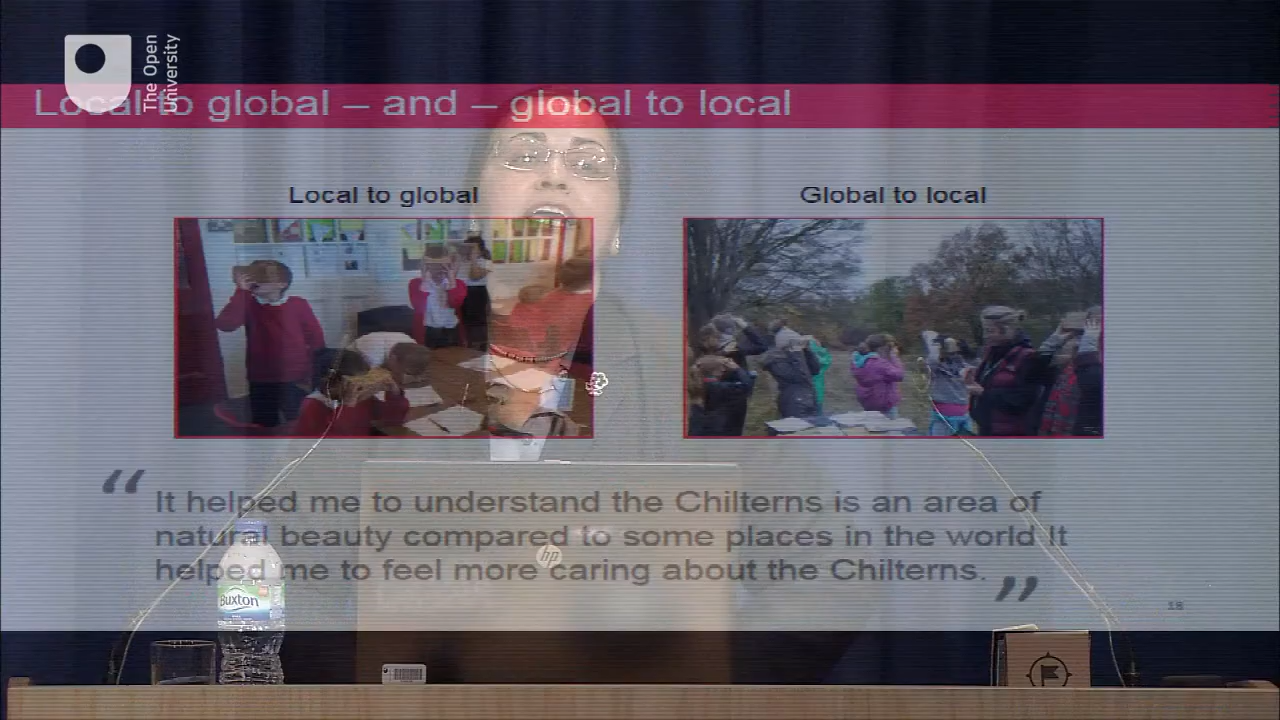 The Open
University
Local to global – and – global to local
Local to global
Global to local
“ It helped me to understand the Chilterns is an area of
natural beauty compared to some places in the world It
helped me to feel more caring about the Chilterns. ”
hp
Buxton
18